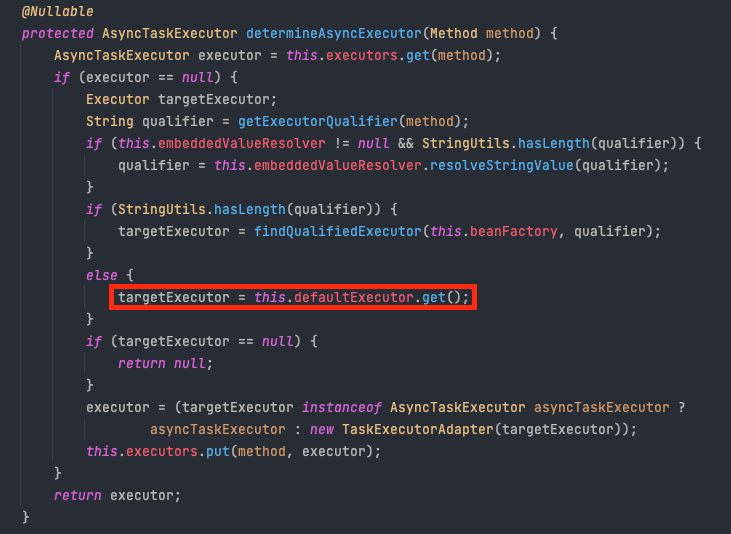 @Nullable
protected AsyncTaskExecutor determineAsyncExecutor(Method method) {
    AsyncTaskExecutor executor = this.executors.get(method);
    if (executor == null) {
        Executor targetExecutor;
        String qualifier = getExecutorQualifier(method);
        if (this.embeddedValueResolver != null && StringUtils.hasLength(qualifier)) {
            qualifier = this.embeddedValueResolver.resolveStringValue(qualifier);
        }
        if (StringUtils.hasLength(qualifier)) {
            targetExecutor = findQualifiedExecutor(this.beanFactory, qualifier);
        }
        else {
            targetExecutor = this.defaultExecutor.get();
        }
        if (targetExecutor == null) {
            return null;
        }
        executor = (targetExecutor instanceof AsyncTaskExecutor asyncTaskExecutor ?
                asyncTaskExecutor : new TaskExecutorAdapter(targetExecutor));
        this.executors.put(method, executor);
    }
    return executor;
}